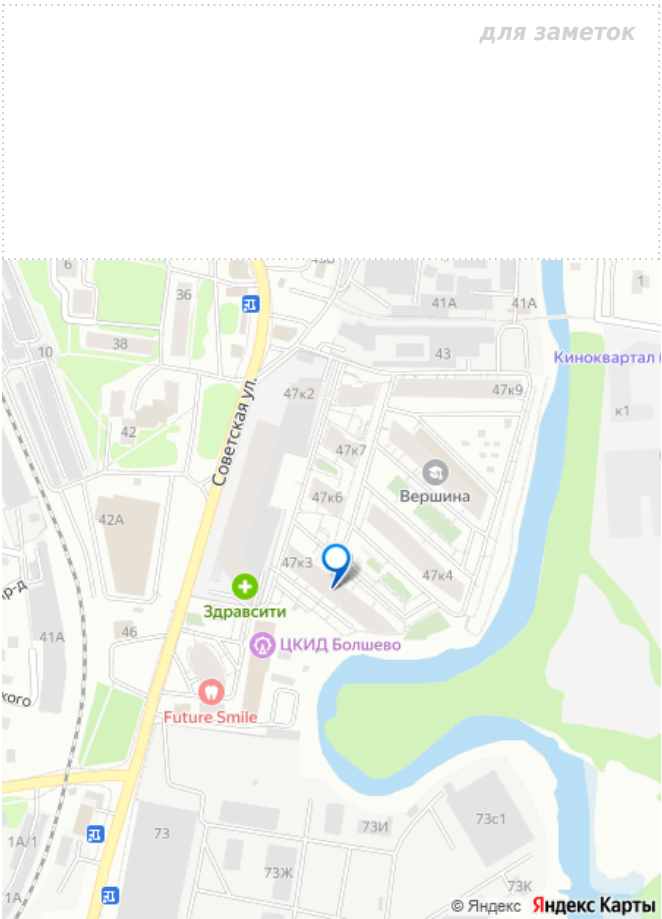 для заметок
6
36
41А
41А
1
38
43
10
Киноквартал
47к2
47к9
к1
42
Советская ул.
47к7
Вершина
47к6
42А
47к3
47к4
Здравсити
46
41А
ЦКИД Болшево
Future Smile
73
73И
73с1
1А/1
73Ж
73К
1А
© Яндекс
Яндекс Карты